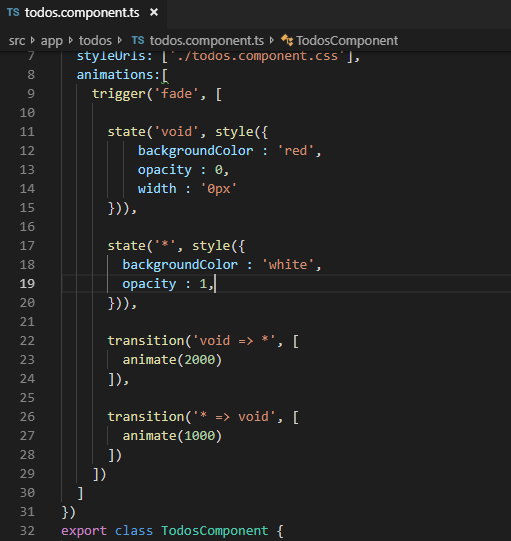 TS todos.component.ts ×
src > app > todos > TS todos.component.ts > TodosComponent
7 styleUrls: ['./todos.component.css'],
8 animations:[
9 trigger('fade', [
10
11 state('void', style({
12 backgroundColor : 'red',
13 opacity : 0,
14 width : '0px'
15 })),
16
17 state('*', style({
18 backgroundColor : 'white',
19 opacity : 1,
20 })),
21
22 transition('void => *', [
23 animate(2000)
24 ]),
25
26 transition('* => void', [
27 animate(1000)
28 ])
29 ])
30 ]
31 })
32 export class TodosComponent {